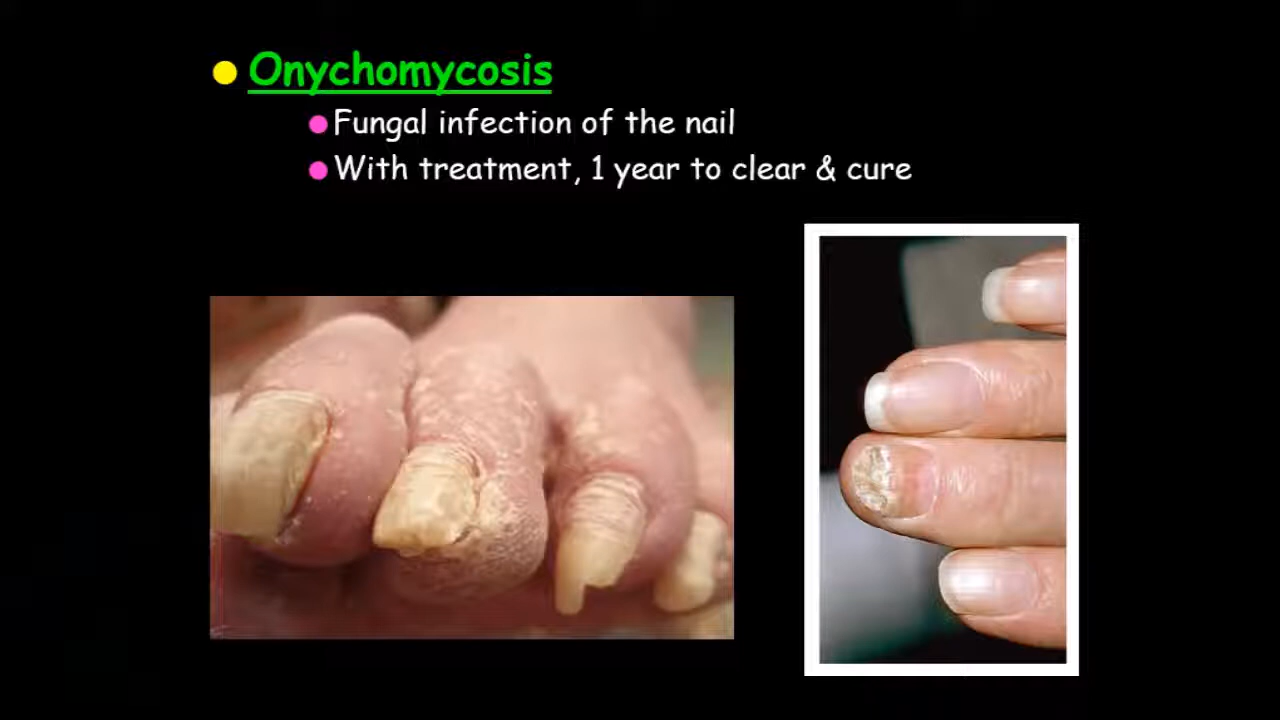 Onychomycosis
Fungal infection of the nail
With treatment, 1 year to clear & cure